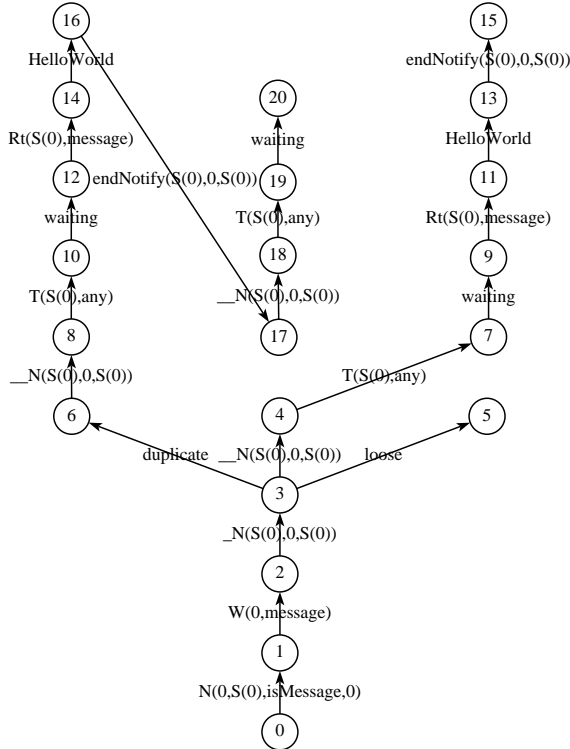 16 15
HelloWorld endNotify(S(0),0,S(0))
14 20 13
Rt(S(0),message) waiting HelloWorld
12 endNotify(S(0),0,S(0)) 19 11
waiting T(S(0),any) Rt(S(0),message)
10 18 9
T(S(0),any) __N(S(0),0,S(0)) waiting
8 17 7
__N(S(0),0,S(0)) T(S(0),any)
6 4 5
duplicate __N(S(0),0,S(0)) loose
3
_N(S(0),0,S(0))
2
W(0,message)
1
N(0,S(0),isMessage,0)
0